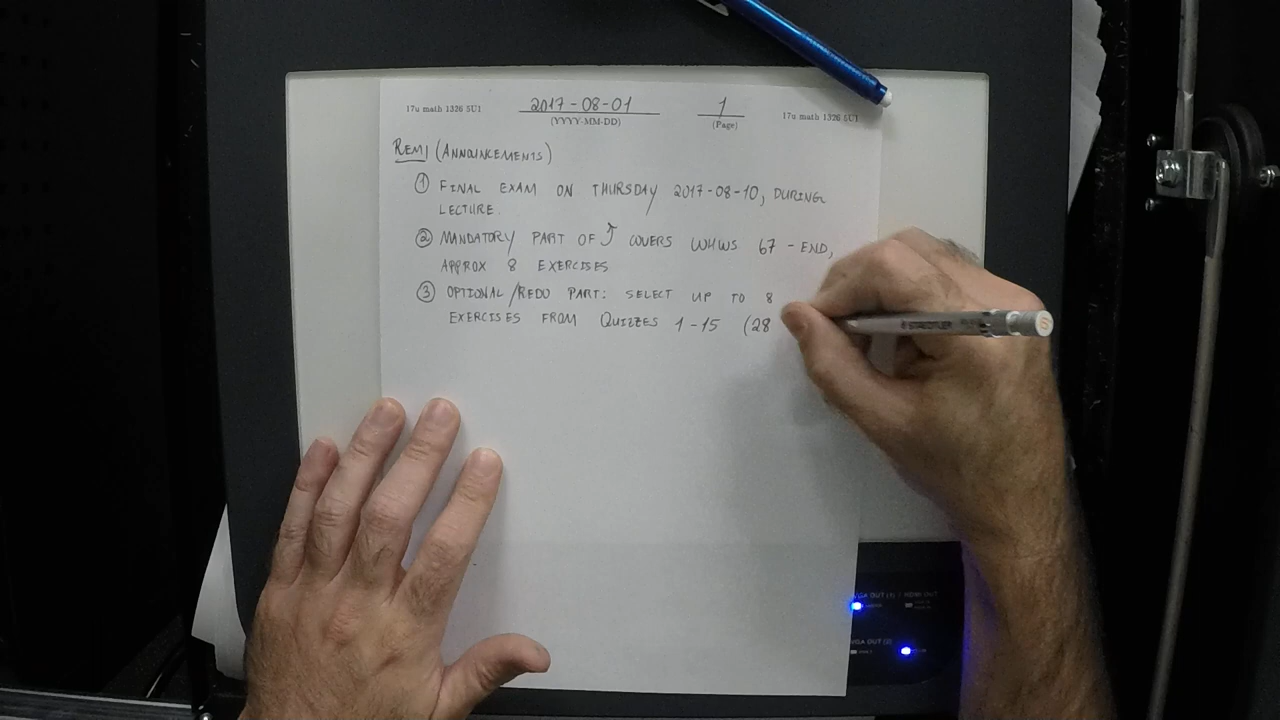 17u math 1326 5U1 2017-08-01 1 17u math 1326 5U1
(YYYY-MM-DD) (Page)
REM| (ANNOUNCEMENTS)
① FINAL EXAM ON THURSDAY 2017-08-10, DURING
LECTURE.
② MANDATORY PART OF COVERS WHWS 67 - END,
APPROX 8 EXERCISES
③ OPTIONAL/REDO PART: SELECT UP TO 8
EXERCISES FROM QUIZZES 1-15 (28
STAEDTLER